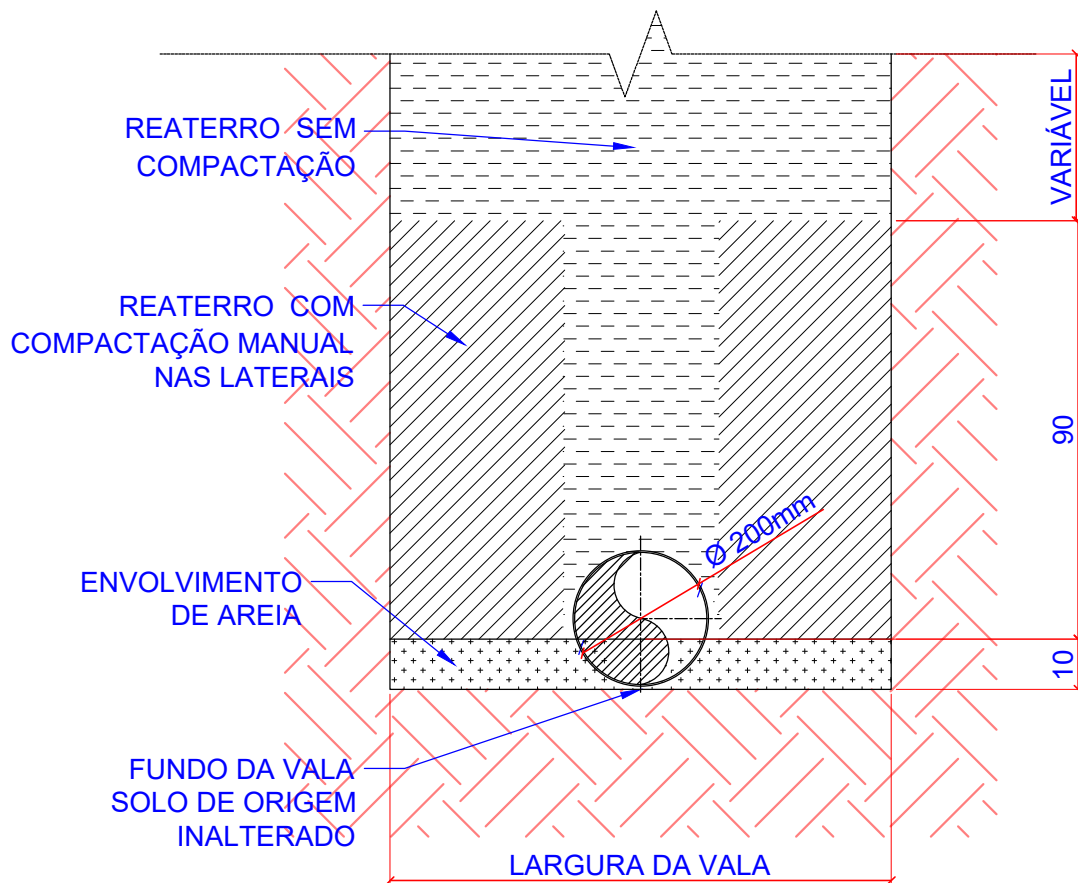 REATERRO SEM
COMPACTAÇÃO
VARIÁVEL
REATERRO COM
COMPACTAÇÃO MANUAL
NAS LATERAIS
90
Ø 200mm
ENVOLVIMENTO
DE AREIA
10
FUNDO DA VALA
SOLO DE ORIGEM
INALTERADO
LARGURA DA VALA